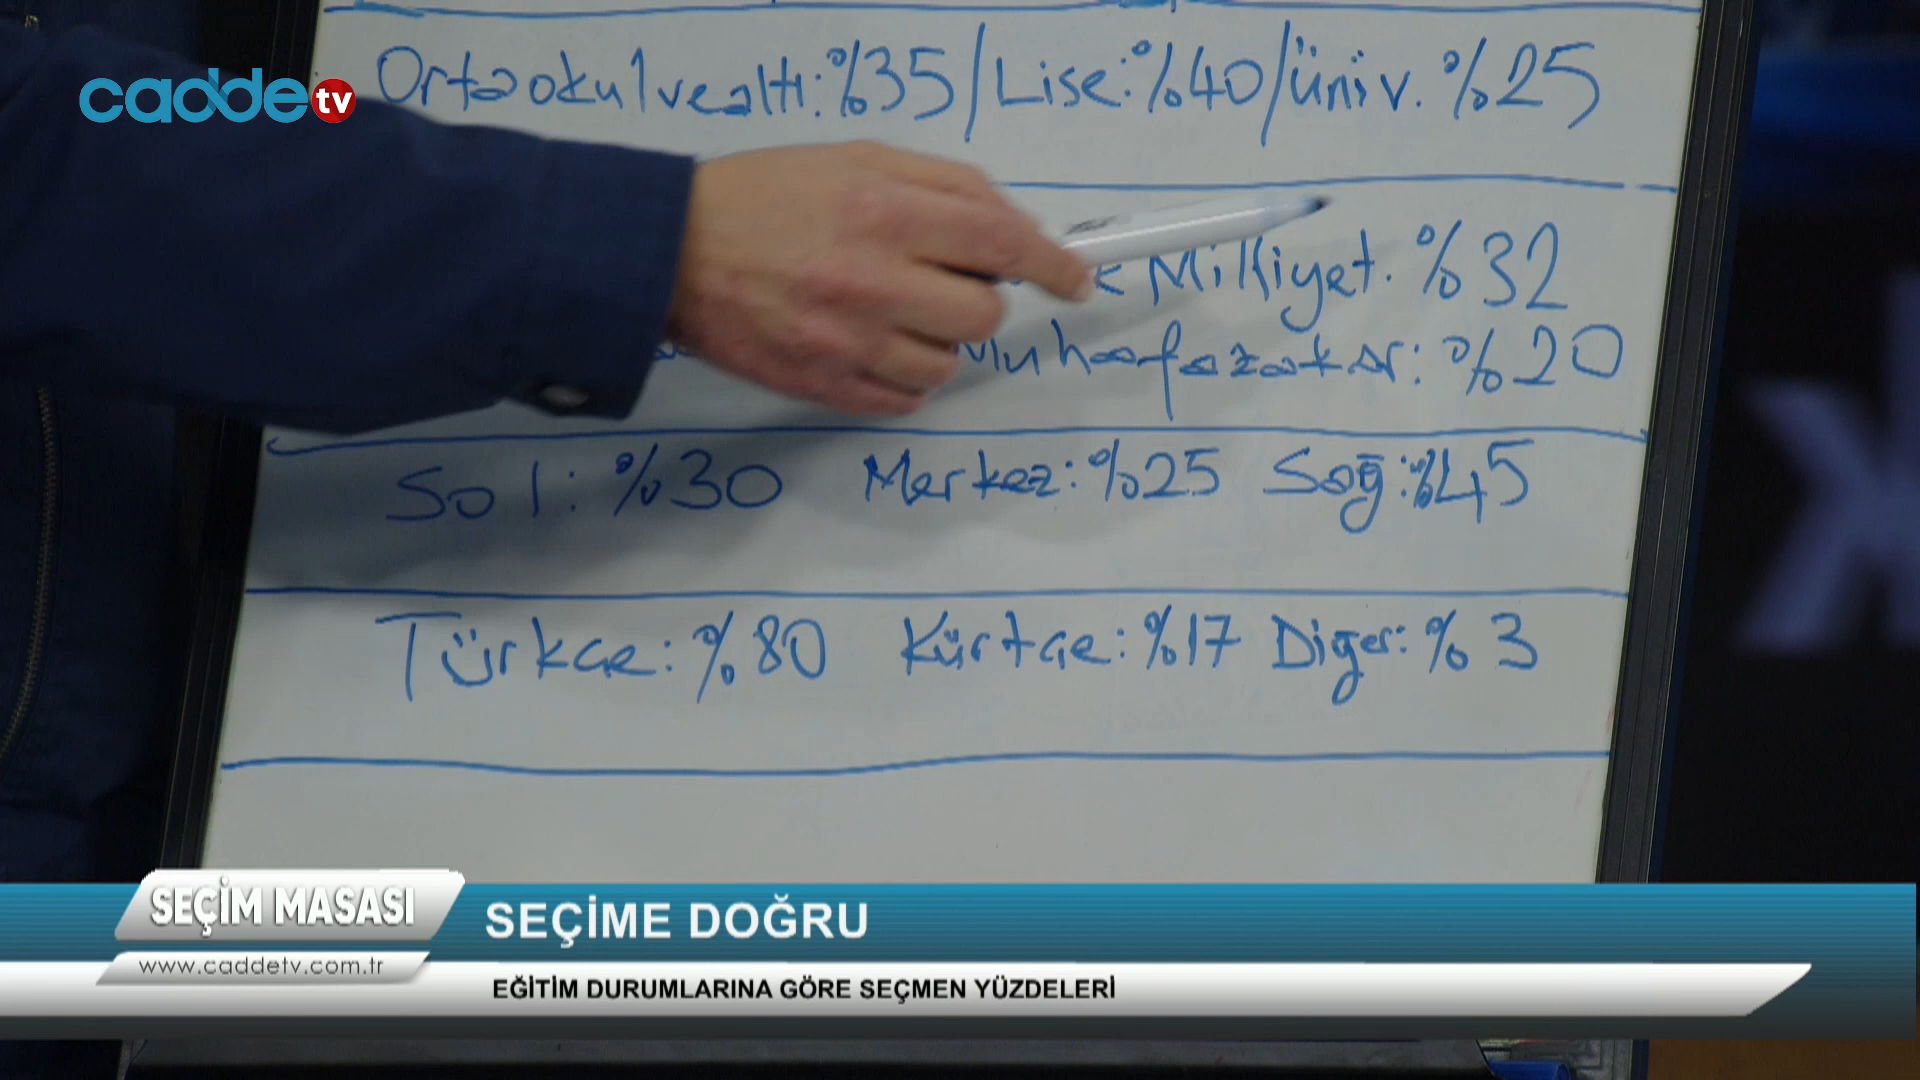 cadde tv
Ortaokul ve altı: %35 / Lise: %40 / üniv. %25
Milliyet. %32
Muhafazakar: %20
Sol: %30 Merkez: %25 Sağ: %45
Türkçe: %80 Kürtçe: %17 Diğer: %3
SEÇİM MASASI
SEÇİME DOĞRU
www.caddetv.com.tr
EĞİTİM DURUMLARINA GÖRE SEÇMEN YÜZDELERİ